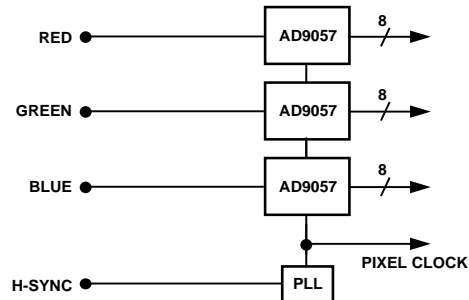 RED
AD9057
8
GREEN
AD9057
8
BLUE
AD9057
8
PIXEL CLOCK
H-SYNC
PLL